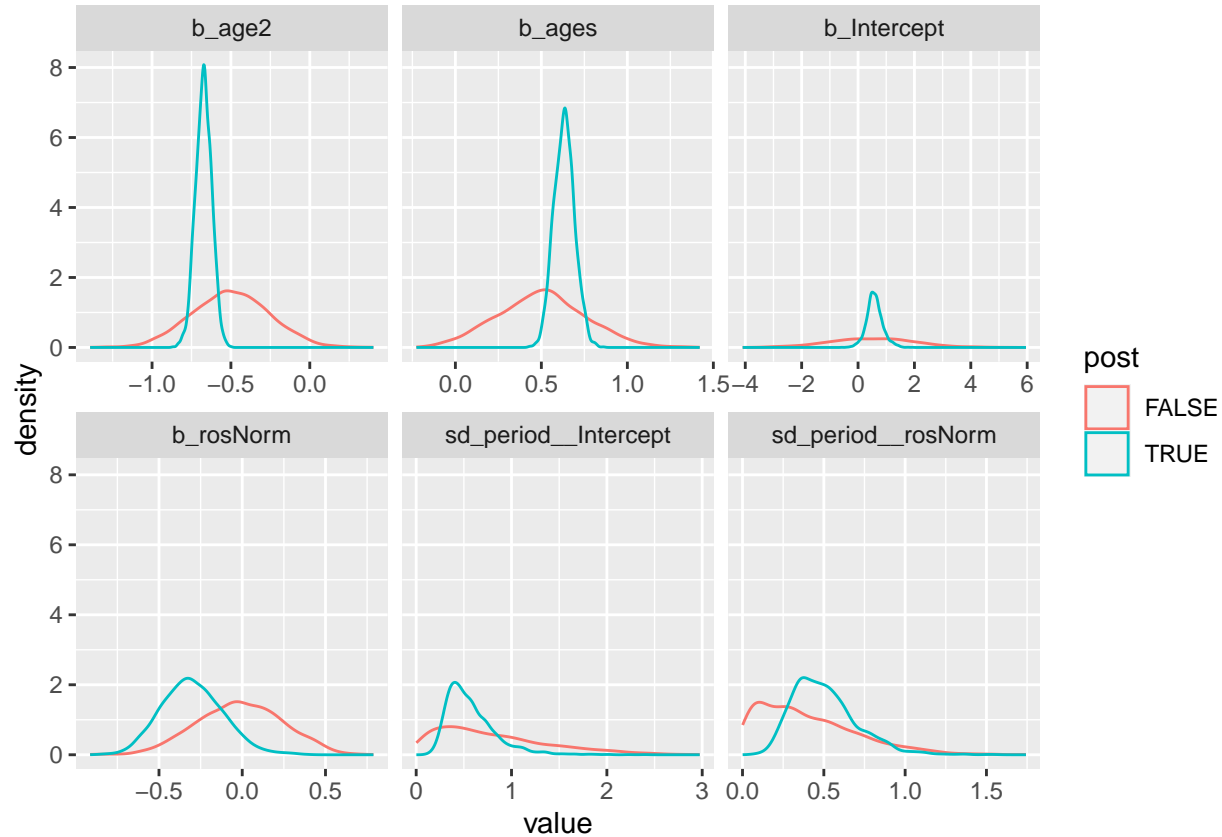 b_age2 b_ages b_Intercept
8
6
4
2
0
−1.0 −0.5 0.0
0.0 0.5 1.0 1.5
−4 −2 0 2 4 6
density
b_rosNorm sd_period__Intercept sd_period__rosNorm
8
6
4
2
0
−0.5 0.0 0.5
0 1 2 3
0.0 0.5 1.0 1.5
value
post
FALSE
TRUE